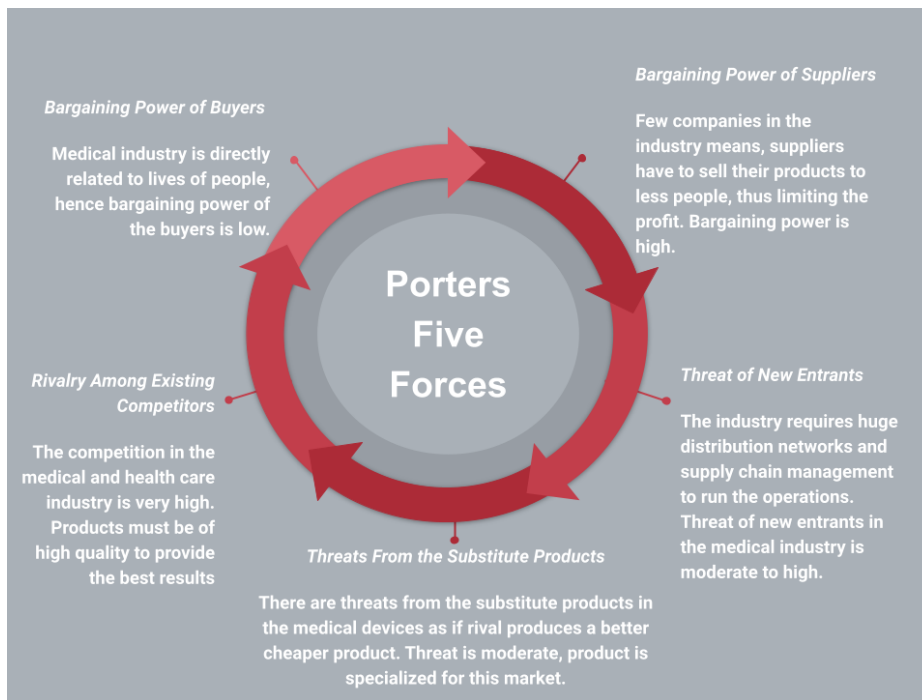 Bargaining Power of Buyers
Medical industry is directly
related to lives of people,
hence bargaining power of
the buyers is low.
Bargaining Power of Suppliers
Few companies in the
industry means, suppliers
have to sell their products to
less people, thus limiting the
profit. Bargaining power is
high.
Porters
Five
Forces
Rivalry Among Existing
Competitors
The competition in the
medical and health care
industry is very high.
Products must be of
high quality to provide
the best results
Threat of New Entrants
The industry requires huge
distribution networks and
supply chain management
to run the operations.
Threat of new entrants in
the medical industry is
moderate to high.
Threats From the Substitute Products
There are threats from the substitute products in
the medical devices as if rival produces a better
cheaper product. Threat is moderate, product is
specialized for this market.